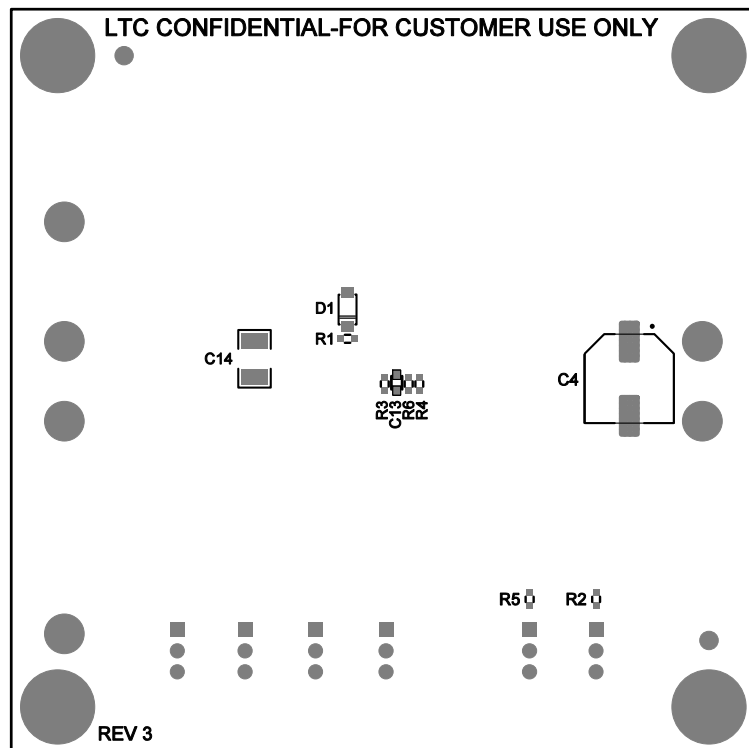 LTC CONFIDENTIAL-FOR CUSTOMER USE ONLY
D1
R1
C14
C4
R3
C13
R6
R4
R5
R2
REV 3